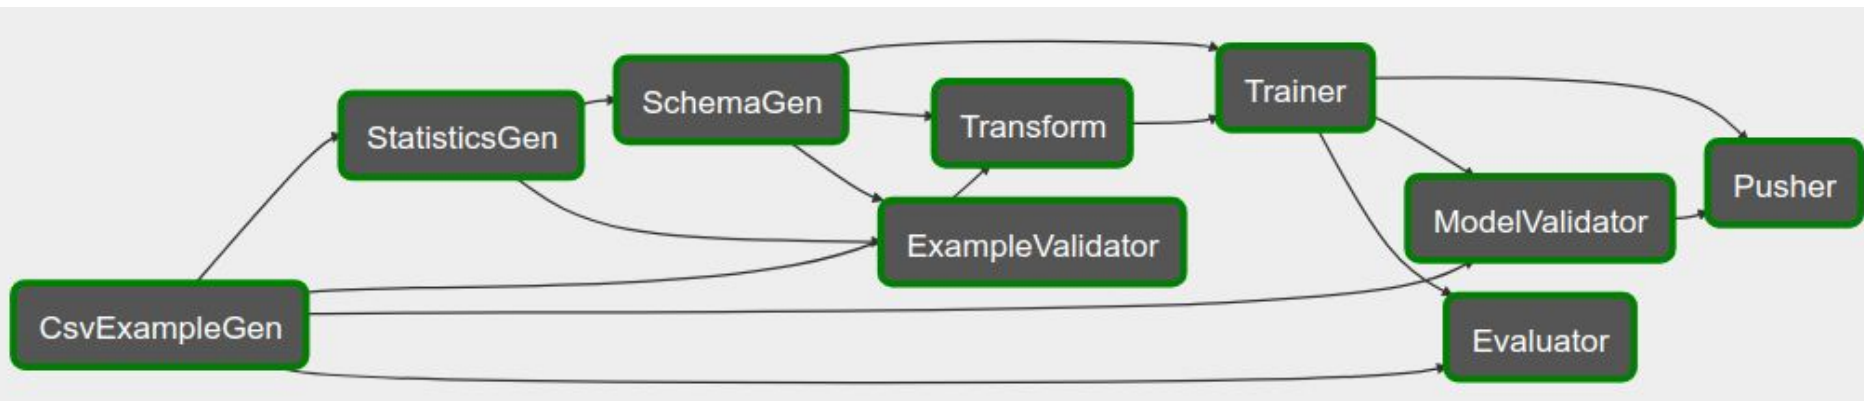 CsvExampleGen
StatisticsGen
SchemaGen
Transform
ExampleValidator
Trainer
ModelValidator
Evaluator
Pusher